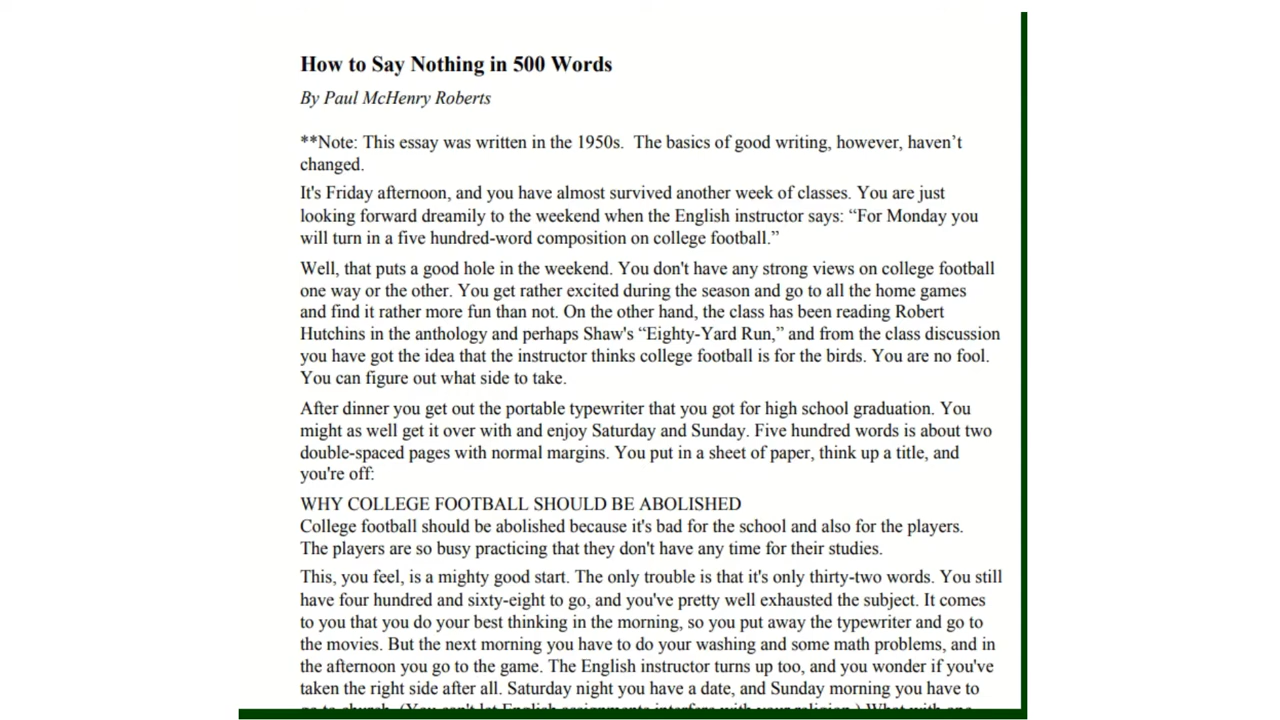 How to Say Nothing in 500 Words
By Paul McHenry Roberts
**Note: This essay was written in the 1950s.  The basics of good writing, however, haven’t
changed.
It's Friday afternoon, and you have almost survived another week of classes. You are just
looking forward dreamily to the weekend when the English instructor says: “For Monday you
will turn in a five hundred-word composition on college football.”
Well, that puts a good hole in the weekend. You don't have any strong views on college football
one way or the other. You get rather excited during the season and go to all the home games
and find it rather more fun than not. On the other hand, the class has been reading Robert
Hutchins in the anthology and perhaps Shaw's “Eighty-Yard Run,” and from the class discussion
you have got the idea that the instructor thinks college football is for the birds. You are no fool.
You can figure out what side to take.
After dinner you get out the portable typewriter that you got for high school graduation. You
might as well get it over with and enjoy Saturday and Sunday. Five hundred words is about two
double-spaced pages with normal margins. You put in a sheet of paper, think up a title, and
you're off:
WHY COLLEGE FOOTBALL SHOULD BE ABOLISHED
College football should be abolished because it's bad for the school and also for the players.
The players are so busy practicing that they don't have any time for their studies.
This, you feel, is a mighty good start. The only trouble is that it's only thirty-two words. You still
have four hundred and sixty-eight to go, and you've pretty well exhausted the subject. It comes
to you that you do your best thinking in the morning, so you put away the typewriter and go to
the movies. But the next morning you have to do your washing and some math problems, and in
the afternoon you go to the game. The English instructor turns up too, and you wonder if you've
taken the right side after all. Saturday night you have a date, and Sunday morning you have to
go to church. (You can't let English assignments interfere with your religion.) What with one